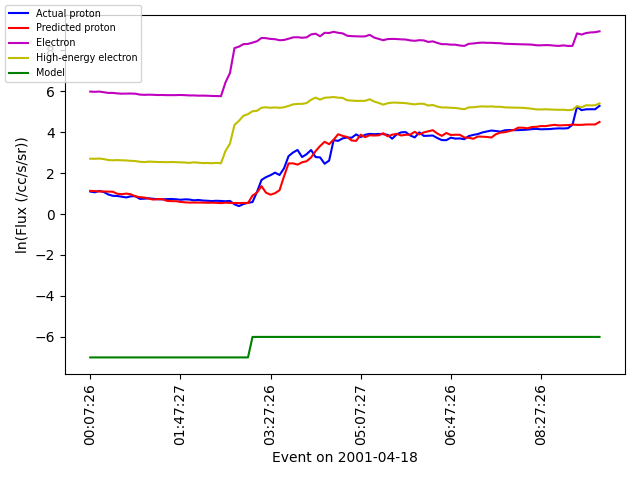 Actual proton
Predicted proton
Electron
High-energy electron
Model
8
6
4
2
0
−2
−4
−6
ln(Flux (/cc/s/sr))
00:07:26
01:47:27
03:27:26
05:07:27
06:47:26
08:27:26
Event on 2001-04-18